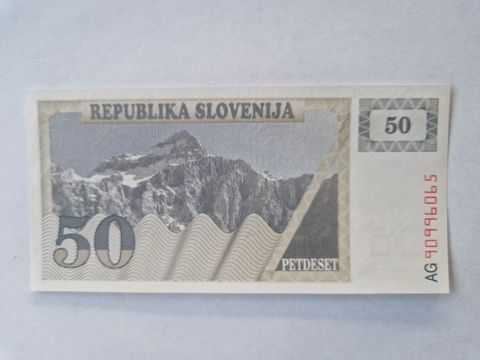 REPUBLIKA SLOVENIJA
50
50
PETDESET
AG 90996065